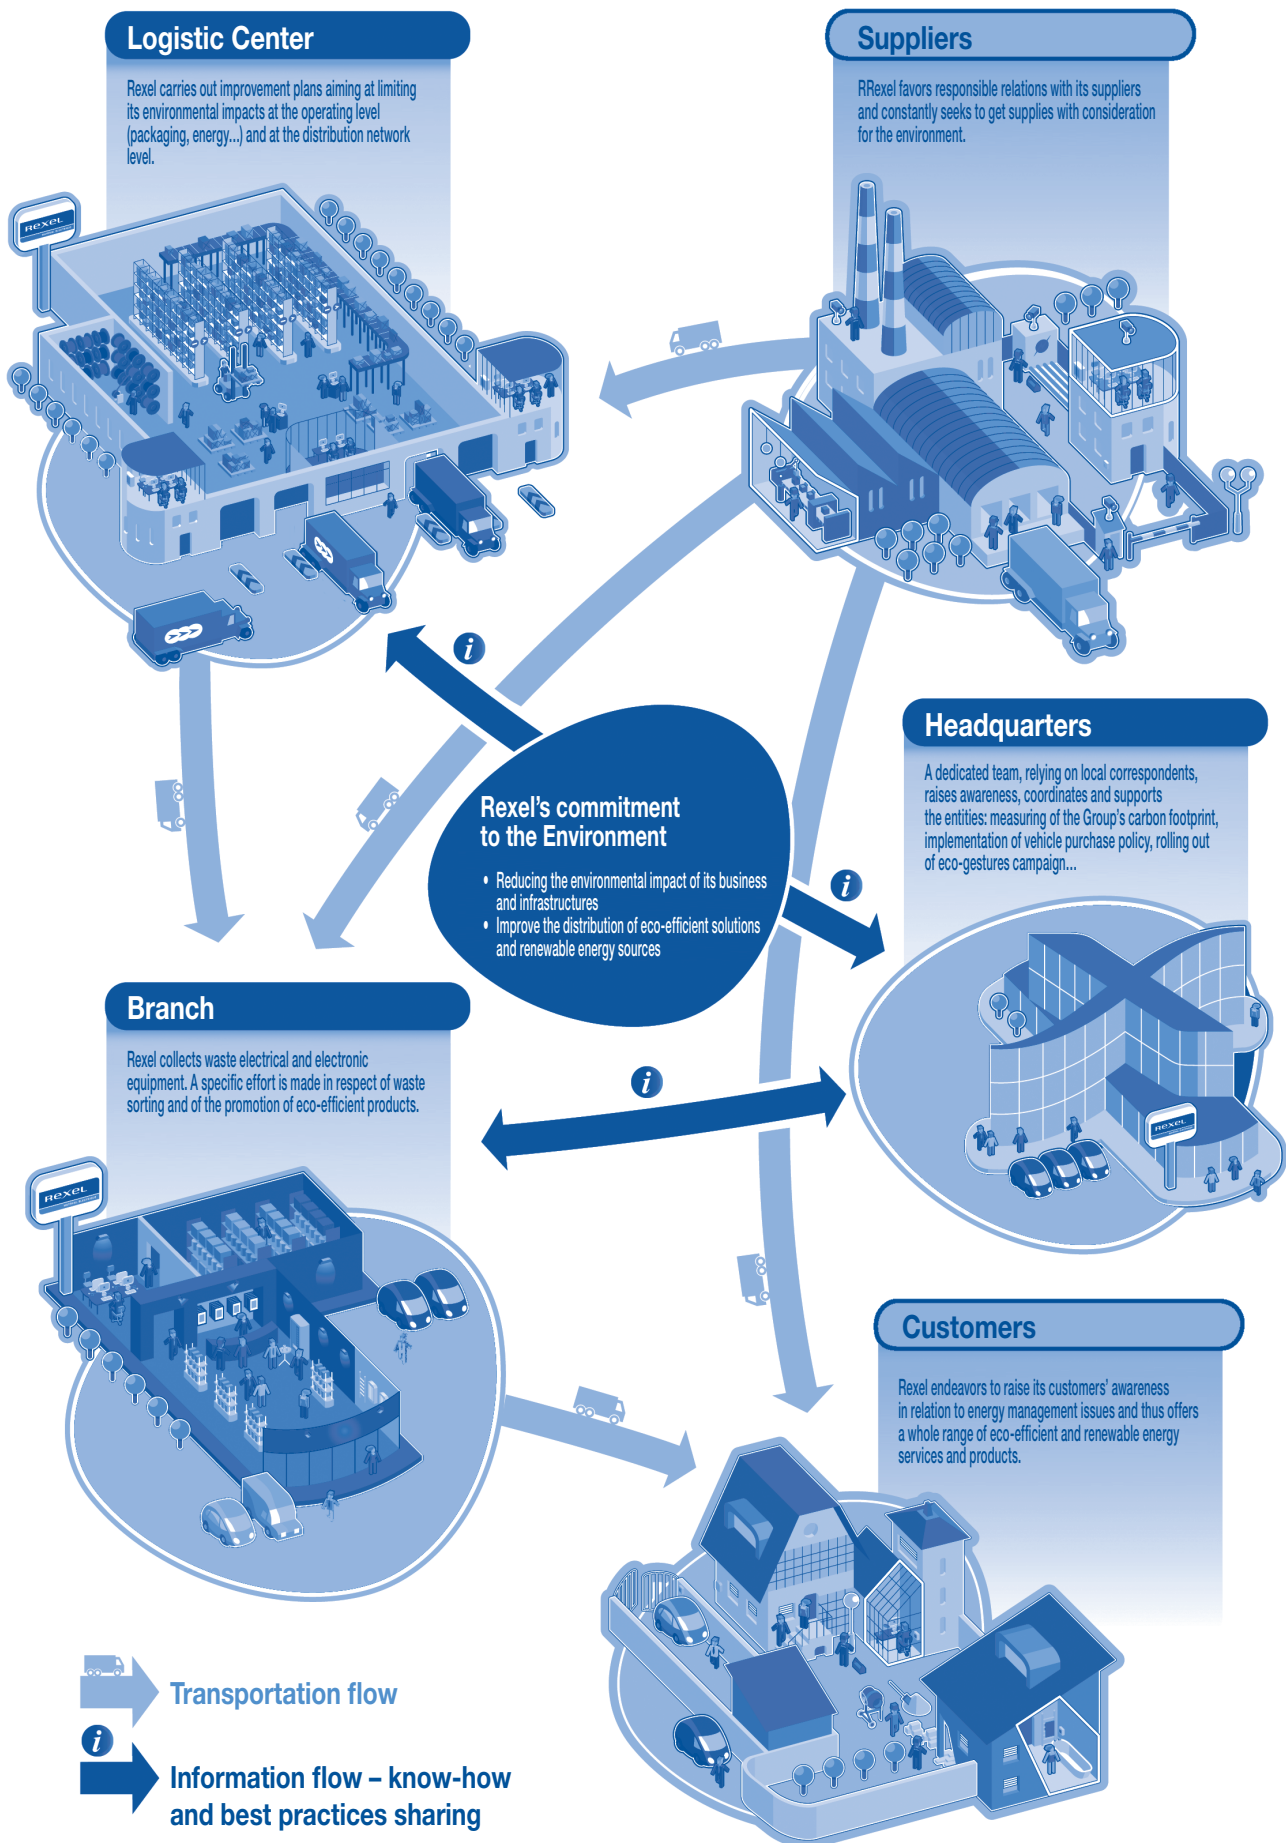 Logistic Center
Rexel carries out improvement plans aiming at limiting
its environmental impacts at the operating level
(packaging, energy...) and at the distribution network
level.
Suppliers
RRexel favors responsible relations with its suppliers
and constantly seeks to get supplies with consideration
for the environment.
REXEL
i
Headquarters
A dedicated team, relying on local correspondents,
raises awareness, coordinates and supports
the entities: measuring of the Group's carbon footprint,
implementation of vehicle purchase policy, rolling out
of eco-gestures campaign...
Rexel's commitment
to the Environment
• Reducing the environmental impact of its business
and infrastructures
• Improve the distribution of eco-efficient solutions
and renewable energy sources
i
Branch
Rexel collects waste electrical and electronic
equipment. A specific effort is made in respect of waste
sorting and of the promotion of eco-efficient products.
i
REXEL
REXEL
Customers
Rexel endeavors to raise its customers' awareness
in relation to energy management issues and thus offers
a whole range of eco-efficient and renewable energy
services and products.
Transportation flow
i
Information flow – know-how
and best practices sharing